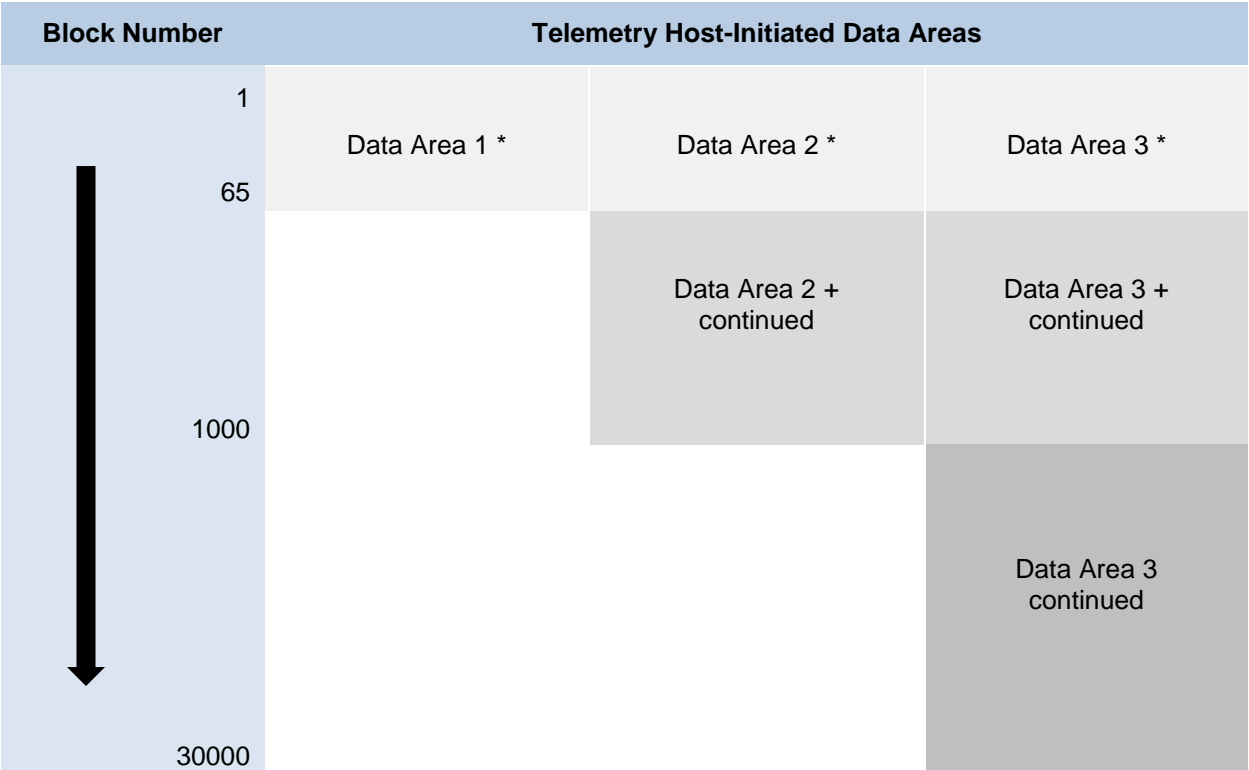 Block Number
Telemetry Host-Initiated Data Areas
1
Data Area 1 *
Data Area 2 *
Data Area 3 *
65
Data Area 2 +
continued
Data Area 3 +
continued
1000
Data Area 3
continued
30000